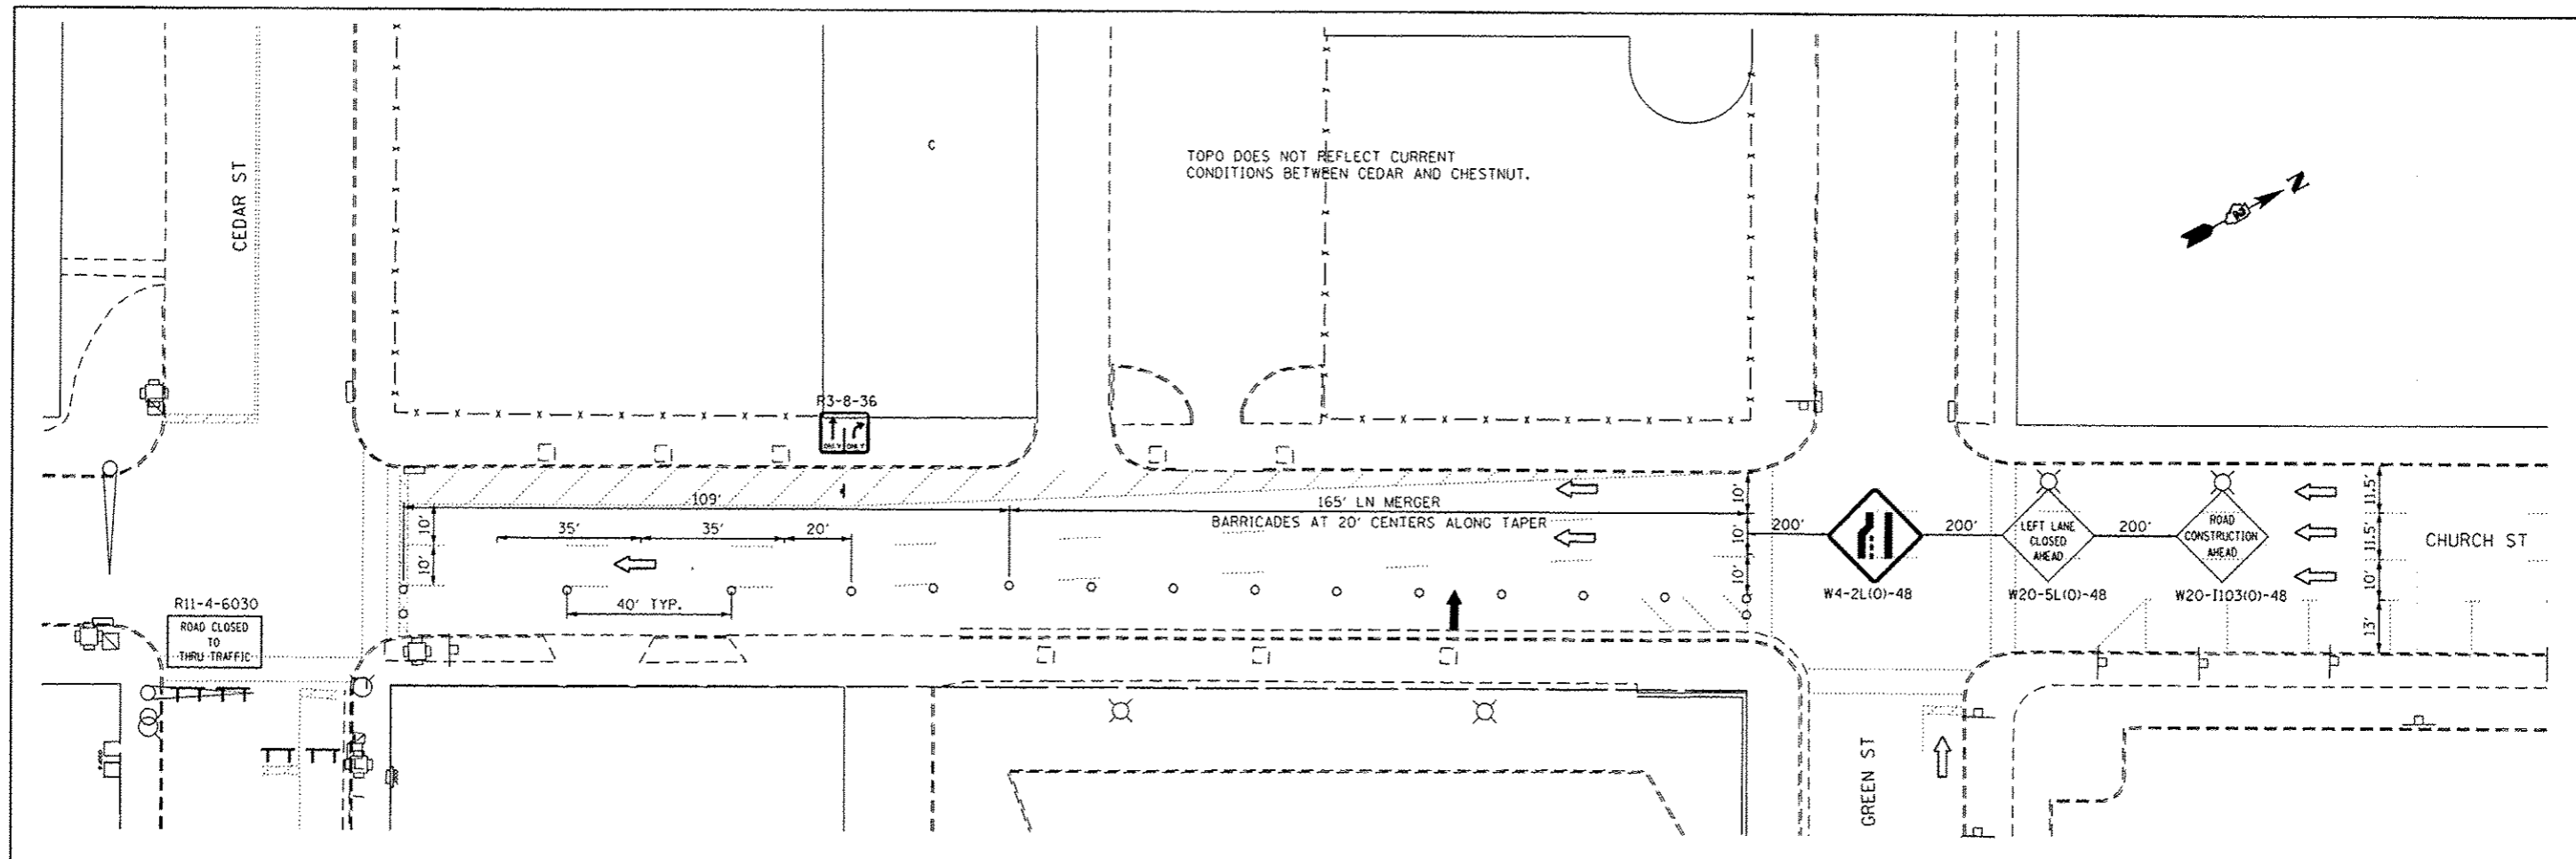 CEDAR ST
C
TOPO DOES NOT REFLECT CURRENT
CONDITIONS BETWEEN CEDAR AND CHESTNUT.
N
R3-8-36
ONLY ONLY
109'
165' LN MERGER
BARRICADES AT 20' CENTERS ALONG TAPER
10'
10'
35'
35'
20'
40' TYP.
10'
10'
10'
200'
200'
200'
LEFT LANE
CLOSED
AHEAD
ROAD
CONSTRUCTION
AHEAD
W4-2L(O)-48
W20-5L(O)-48
W20-I103(O)-48
11.5'
11.5'
10'
13'
CHURCH ST
R11-4-6030
ROAD CLOSED
TO
THRU TRAFFIC
GREEN ST